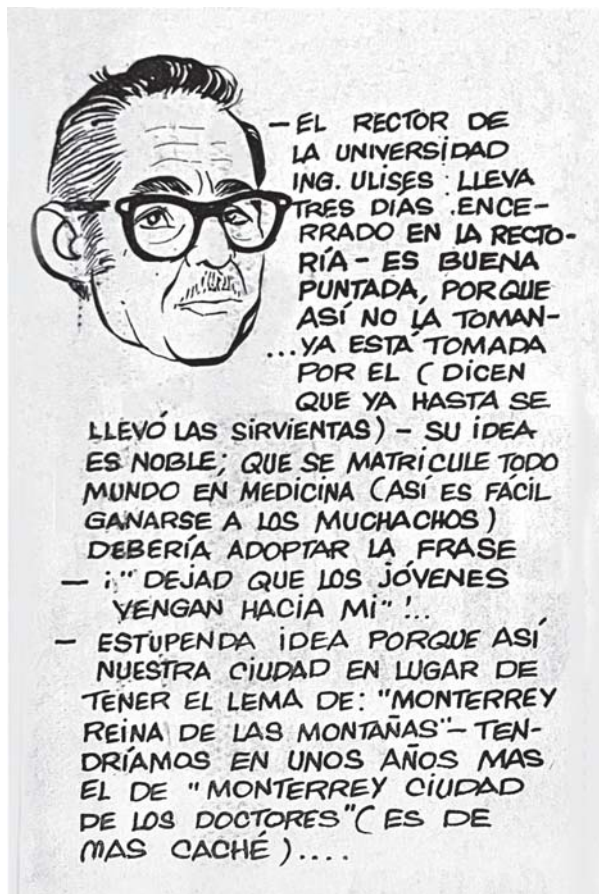 — EL RECTOR DE
LA UNIVERSIDAD
ING. ULISES LLEVA
TRES DÍAS ENCE-
RRADO EN LA RECTO-
RÍA - ES BUENA
PUNTADA, PORQUE
ASÍ NO LA TOMAN-
...YA ESTÁ TOMADA
POR EL ( DICEN
QUE YA HASTA SE
LLEVÓ LAS SIRVIENTAS) - SU IDEA
ES NOBLE; QUE SE MATRICULE TODO
MUNDO EN MEDICINA (ASÍ ES FÁCIL
GANARSE A LOS MUCHACHOS)
DEBERÍA ADOPTAR LA FRASE
— ¡"DEJAD QUE LOS JÓVENES
VENGAN HACIA MI"!..
— ESTUPENDA IDEA PORQUE ASÍ
NUESTRA CIUDAD EN LUGAR DE
TENER EL LEMA DE: "MONTERREY
REINA DE LAS MONTAÑAS"- TEN-
DRÍAMOS EN UNOS AÑOS MAS
EL DE "MONTERREY CIUDAD
DE LOS DOCTORES" ( ES DE
MAS CACHÉ )....